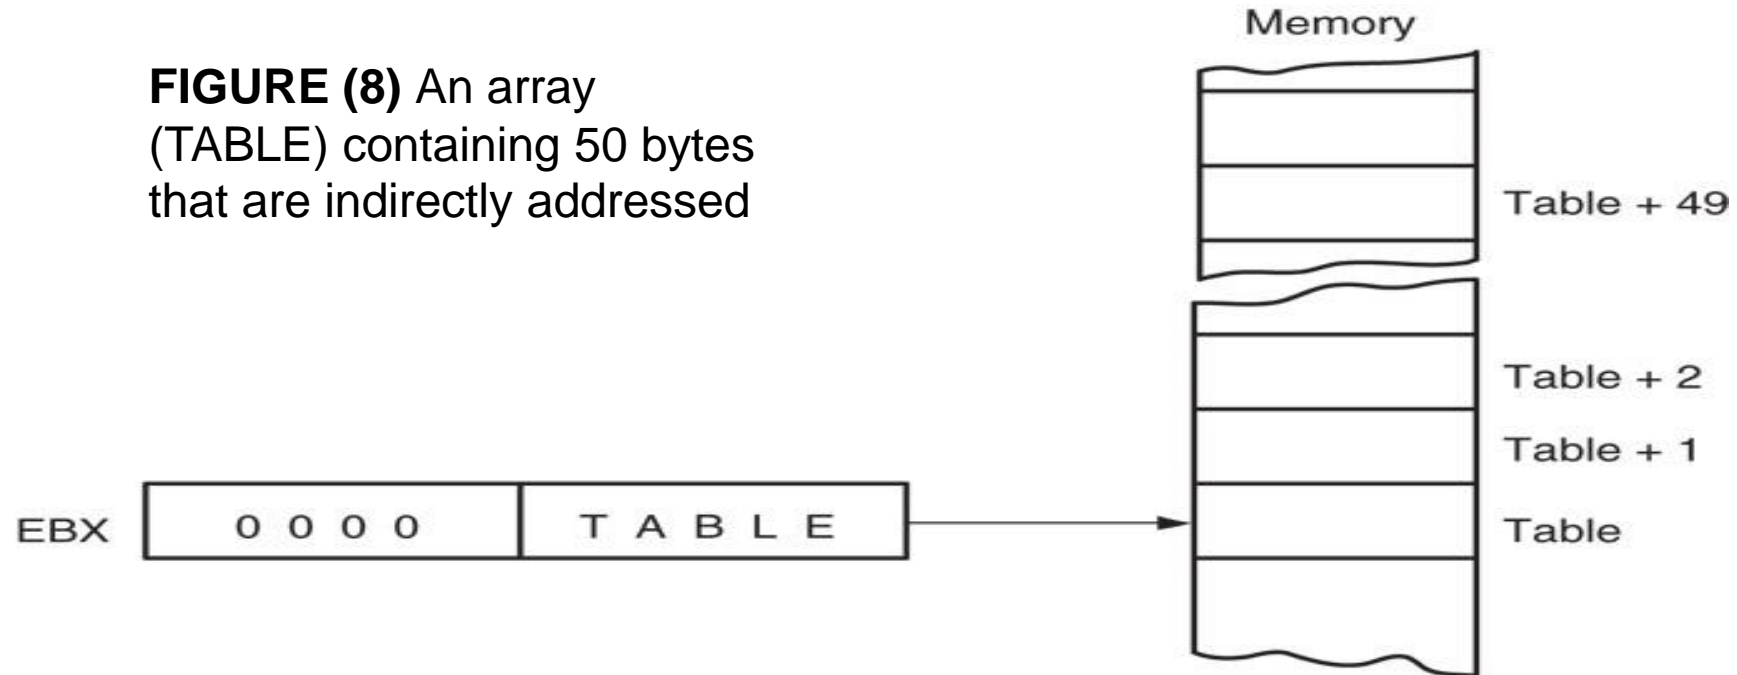 Memory
FIGURE (8) An array
(TABLE) containing 50 bytes
that are indirectly addressed
Table + 49
Table + 2
Table + 1
EBX 0 0 0 0 T A B L E Table